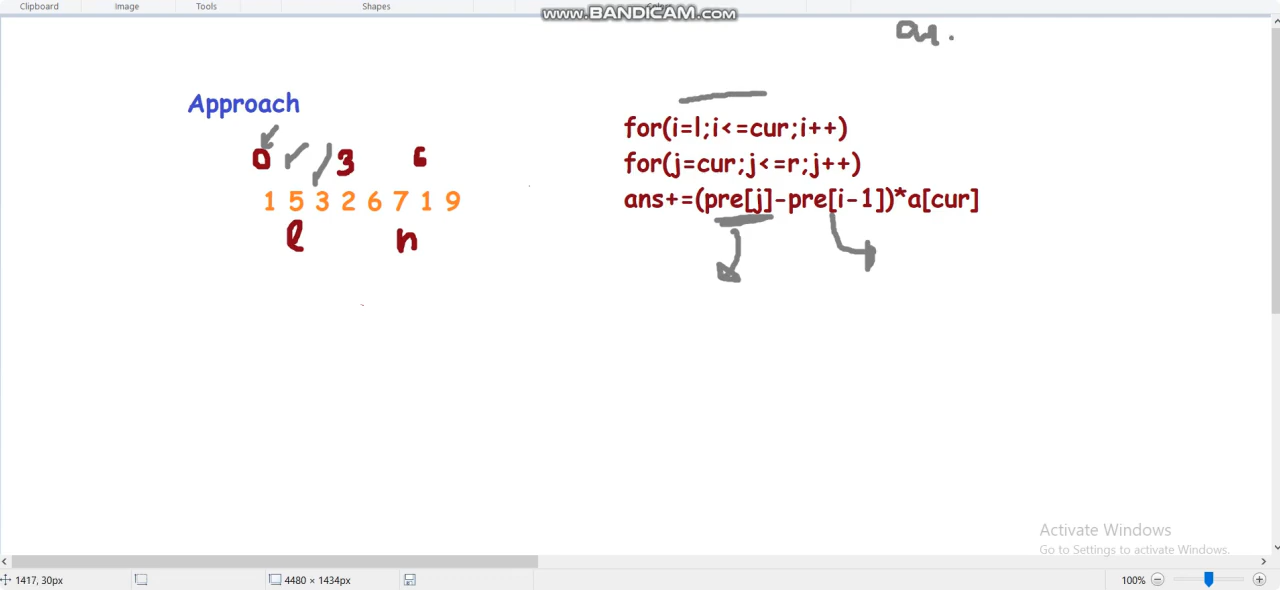 Clipboard Image Tools Shapes
www.BANDICAM.com
Approach
0 3 6
1 5 3 2 6 7 1 9
l r
for(i=l;i<=cur;i++)
for(j=cur;j<=r;j++)
ans+=(pre[j]-pre[i-1])*a[cur]
Activate Windows
Go to Settings to activate Windows.
1417, 30px 4480 × 1434px 100%